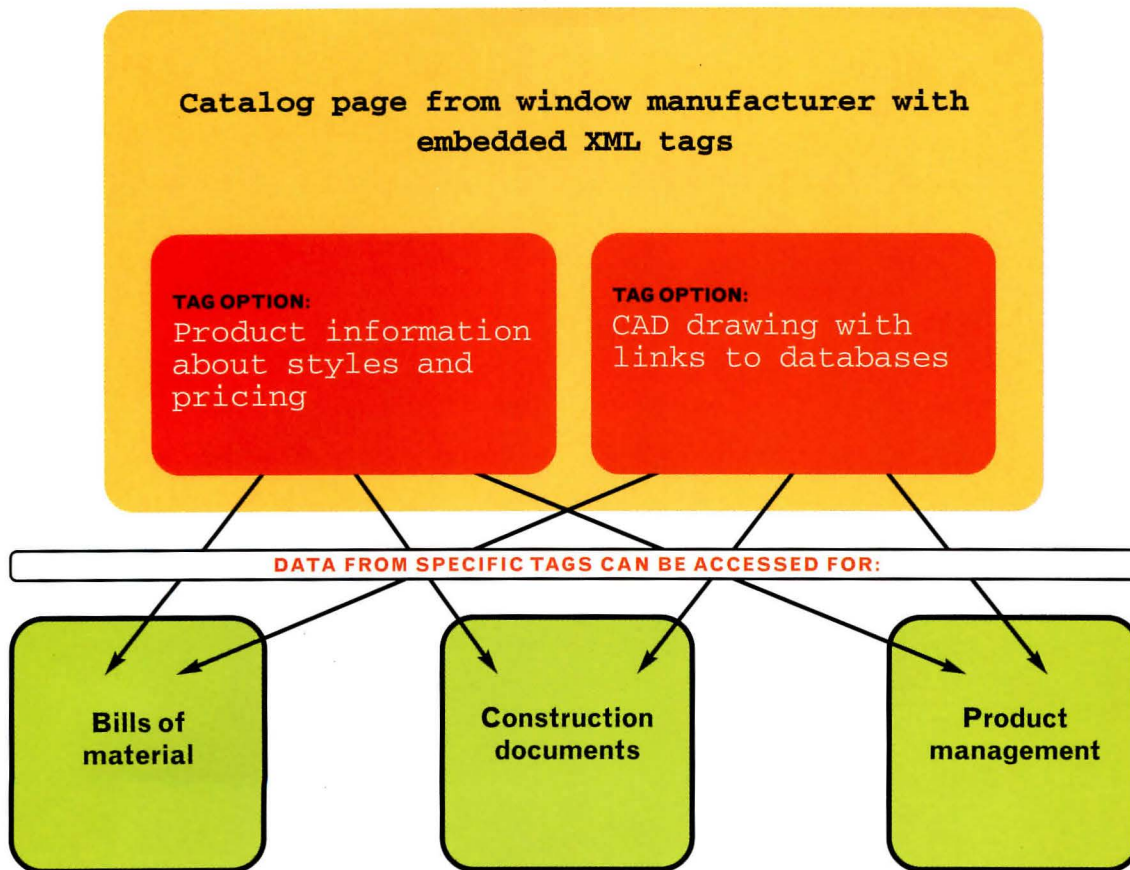 Catalog page from window manufacturer with
embedded XML tags
TAG OPTION:
Product information
about styles and
pricing
TAG OPTION:
CAD drawing with
links to databases
DATA FROM SPECIFIC TAGS CAN BE ACCESSED FOR:
Bills of
material
Construction
documents
Product
management